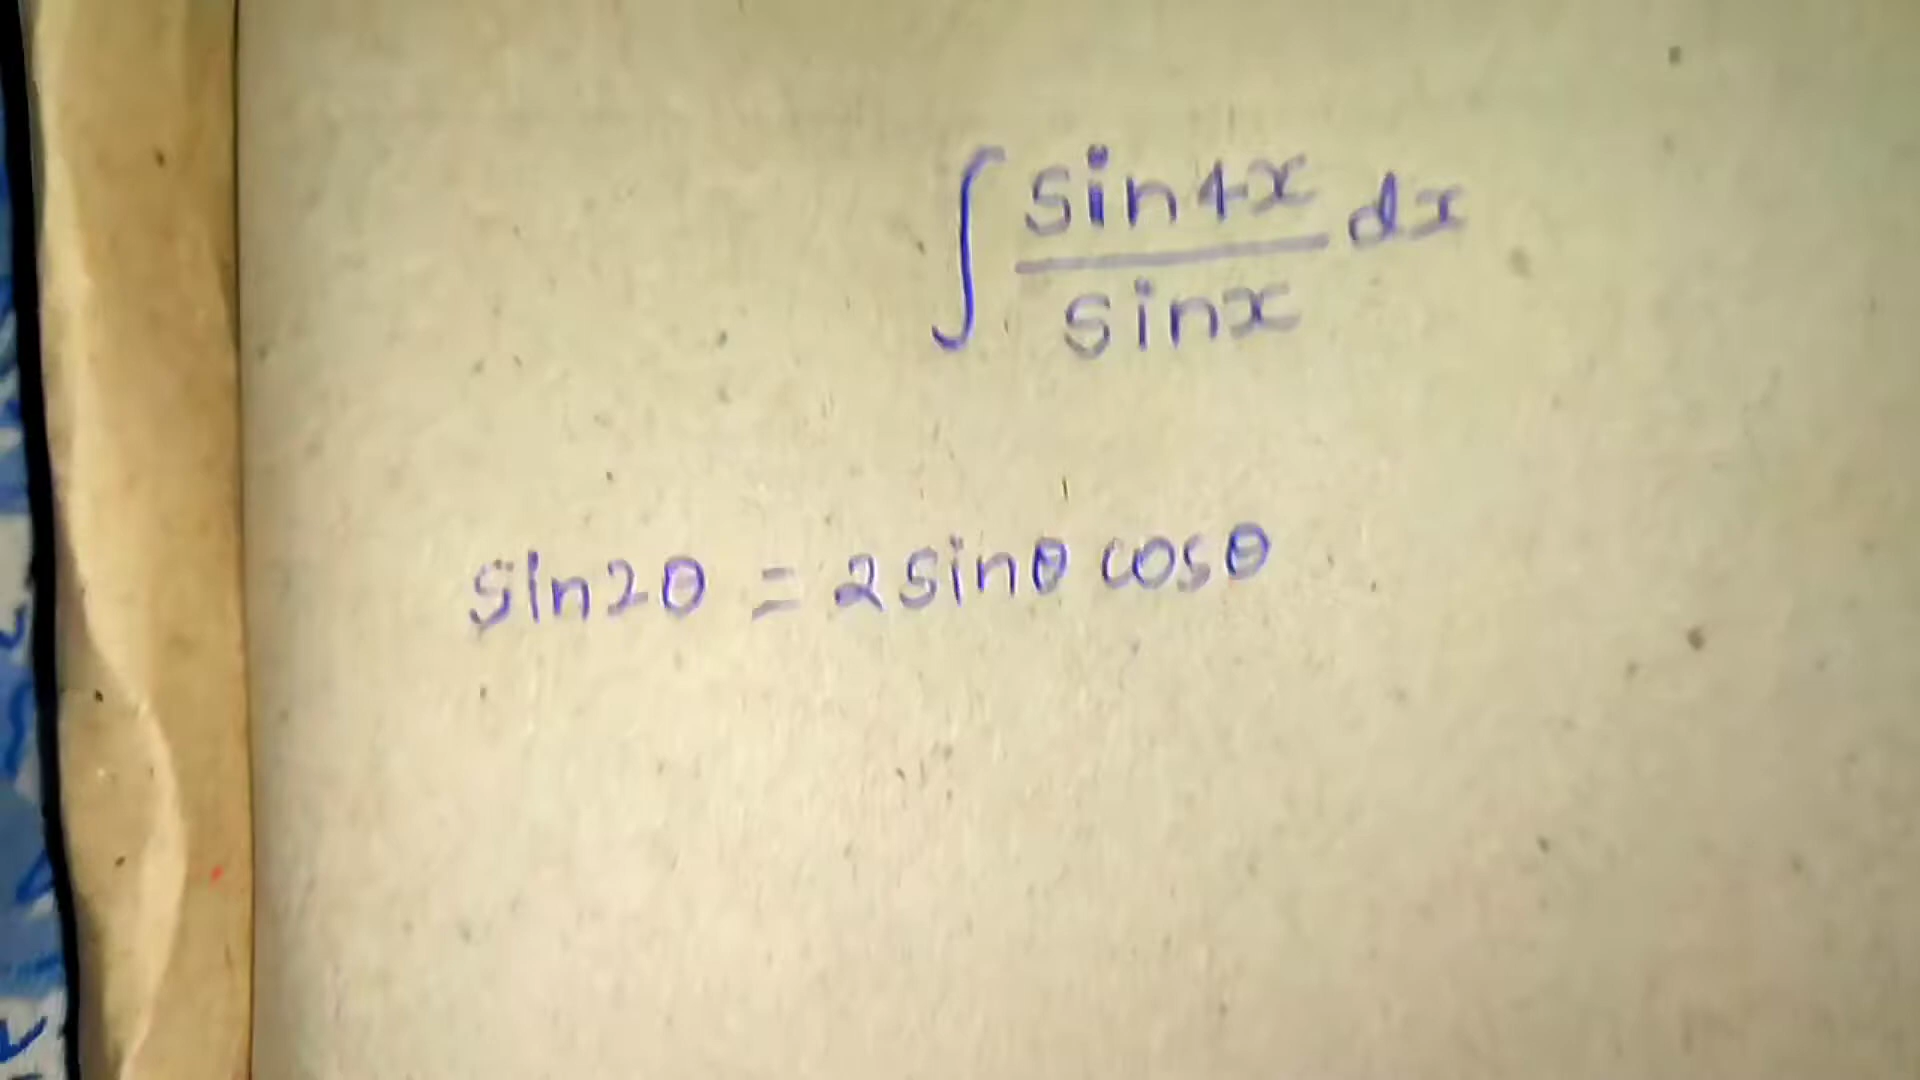 ∫ sin4x/sinx dx
sin2θ = 2sinθ cosθ